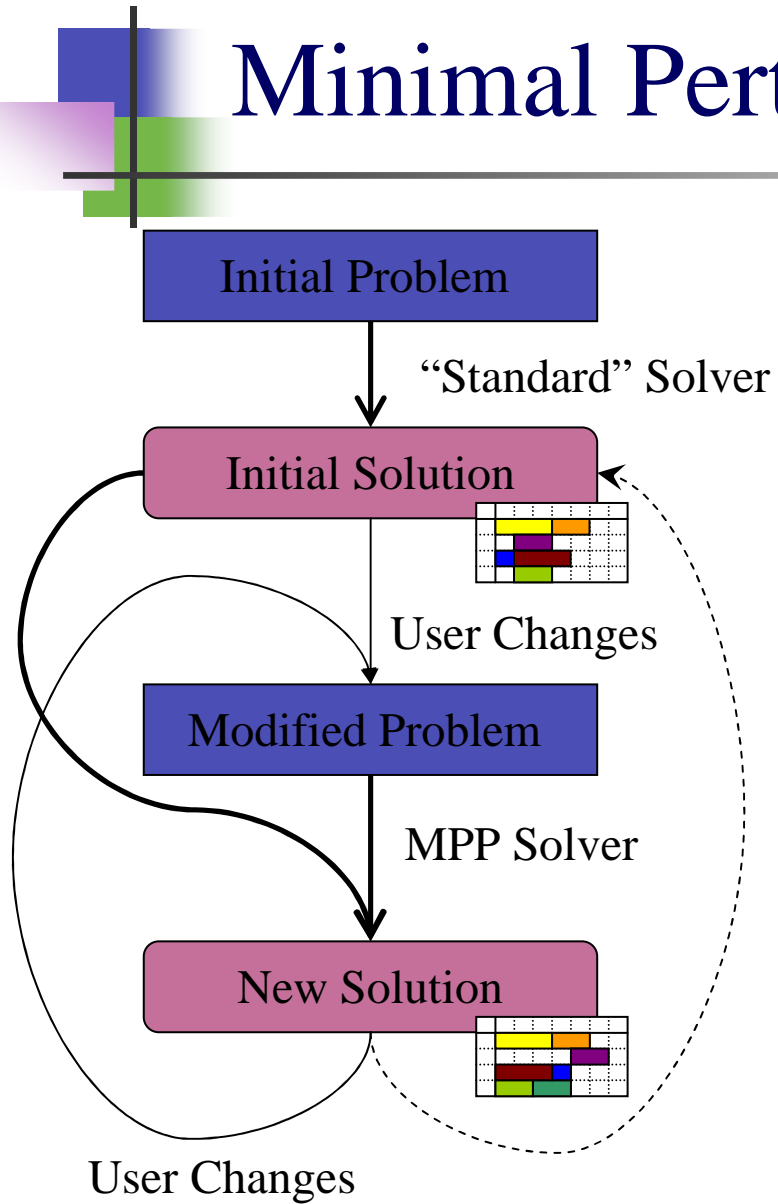 Minimal Pert
Initial Problem
“Standard” Solver
Initial Solution
User Changes
Modified Problem
MPP Solver
New Solution
User Changes